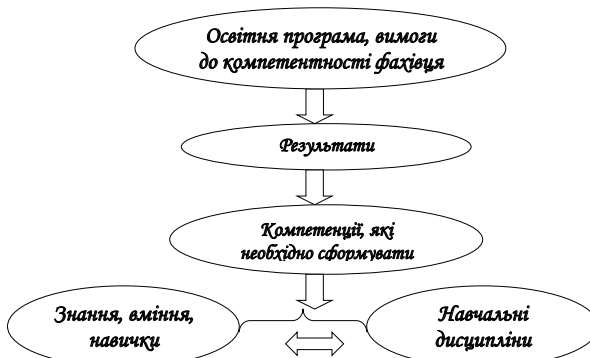 Освітня програма, вимоги
до компетентності фахівця
Результати
Компетенції, які
необхідно сформувати
Знання, вміння,
навички
Навчальні
дисципліни